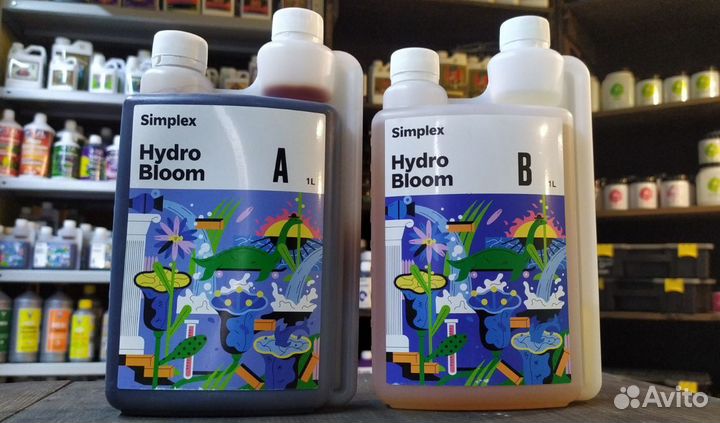 Simplex
Hydro
Bloom
A
1L
Simplex
Hydro
Bloom
B
1L
Avito